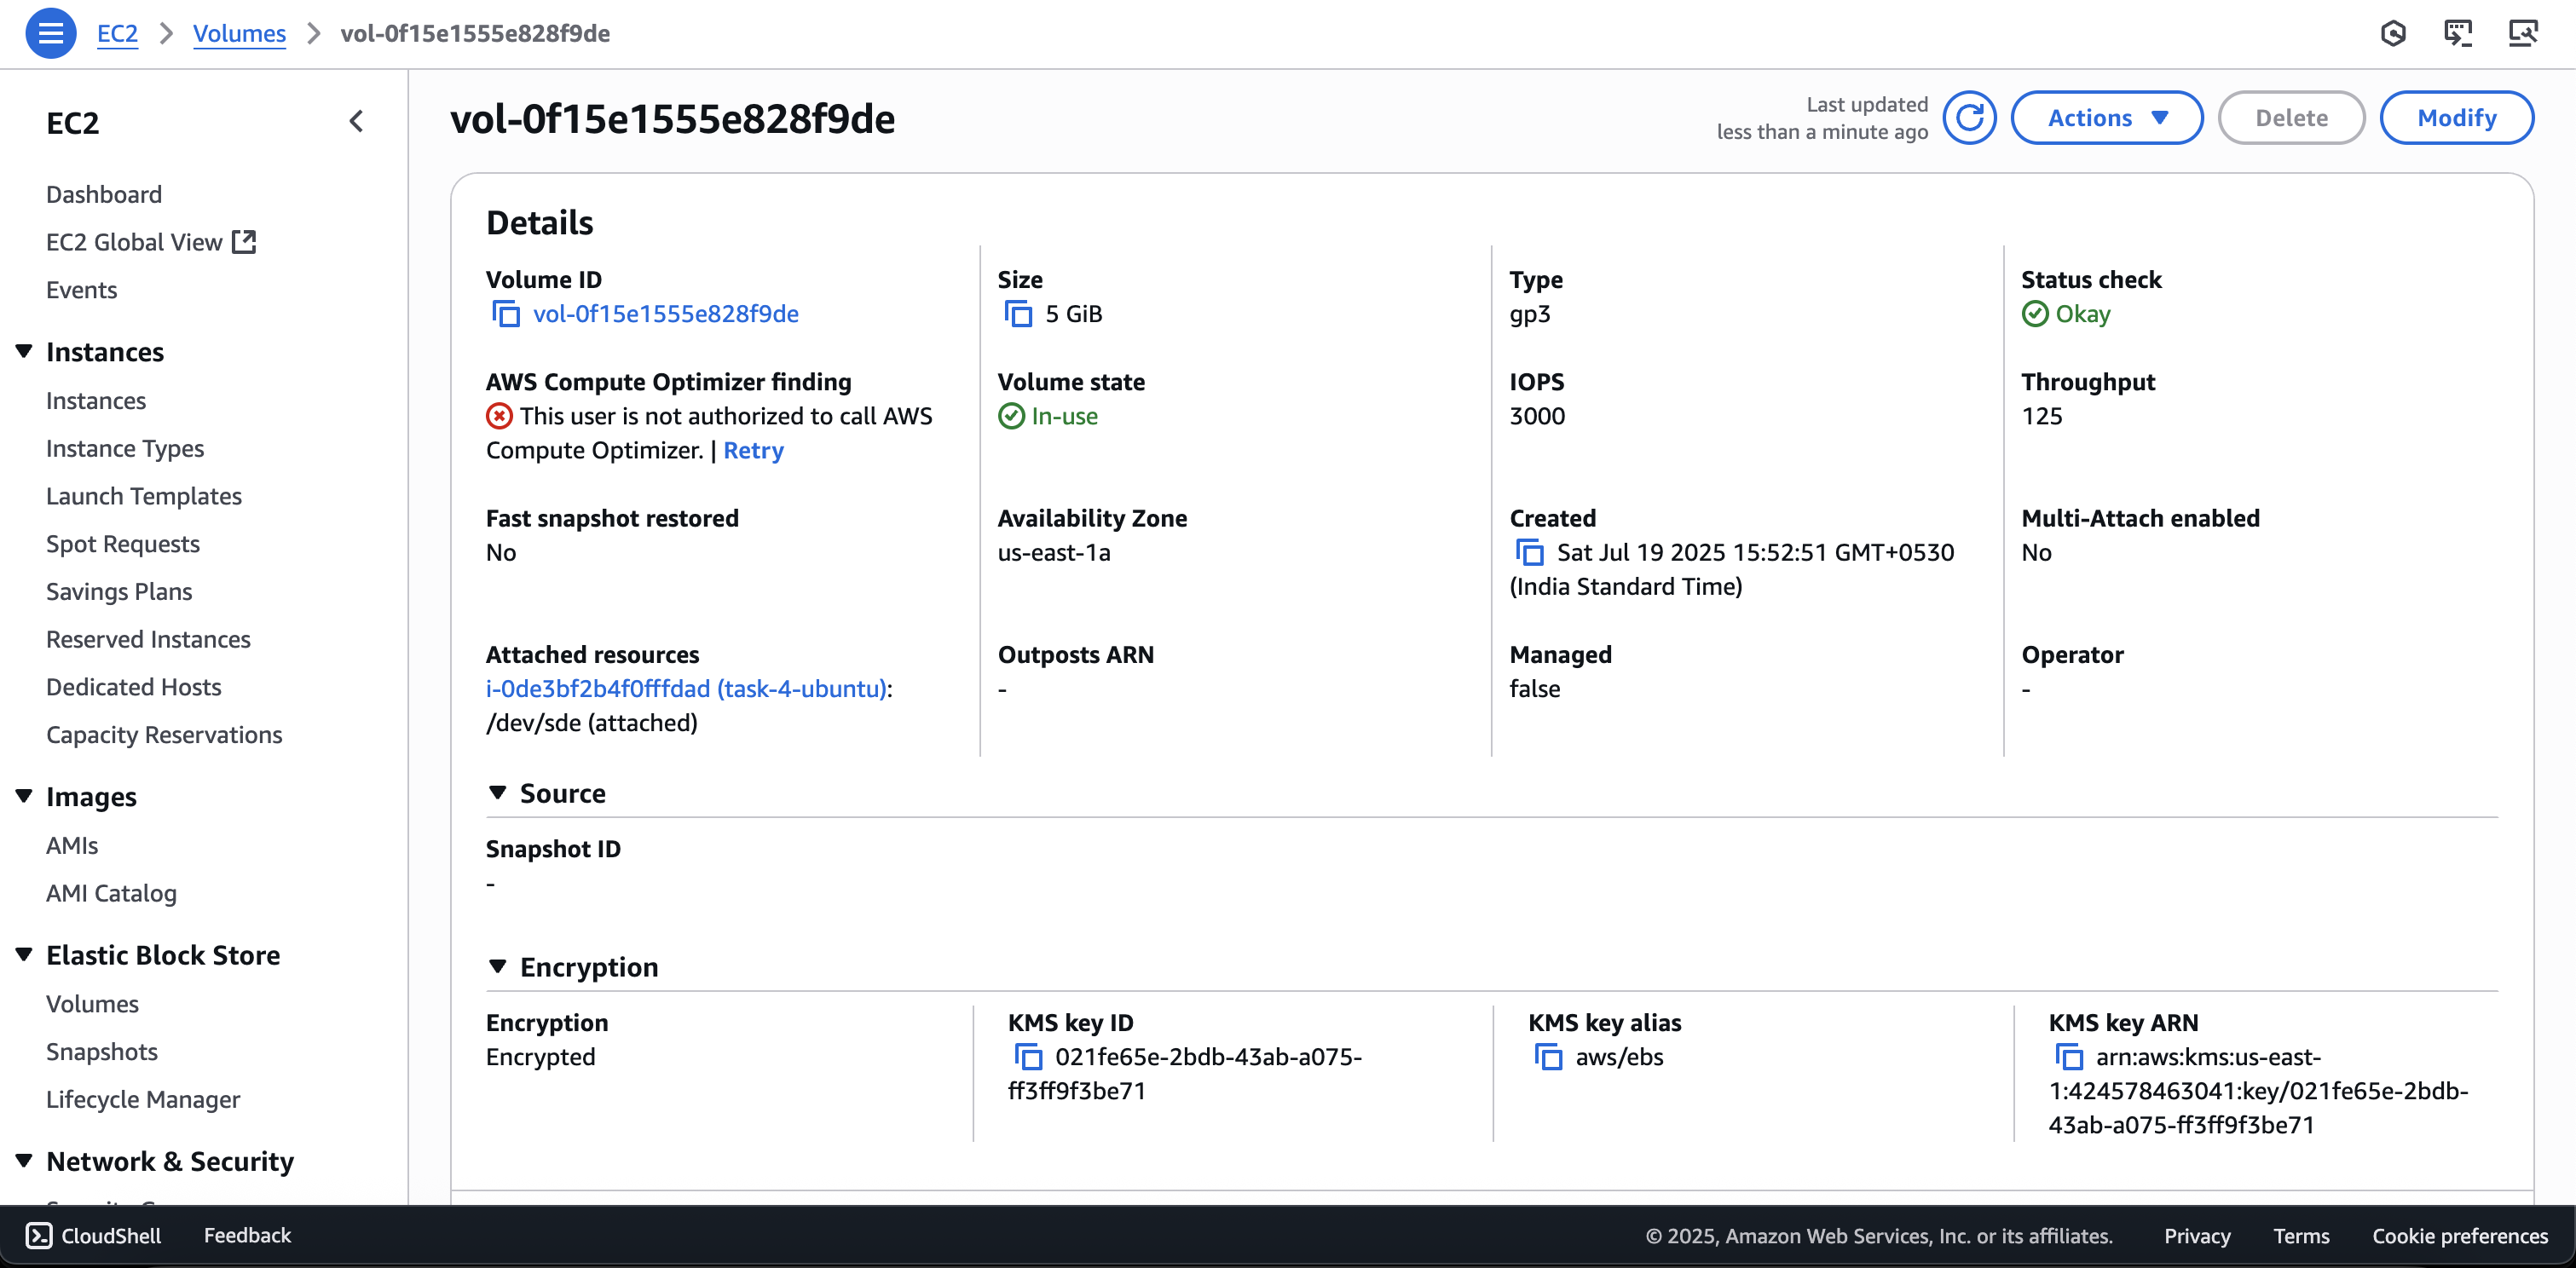 EC2 > Volumes > vol-0f15e1555e828f9de
EC2
Dashboard
EC2 Global View
Events
Instances
Instances
Instance Types
Launch Templates
Spot Requests
Savings Plans
Reserved Instances
Dedicated Hosts
Capacity Reservations
Images
AMIs
AMI Catalog
Elastic Block Store
Volumes
Snapshots
Lifecycle Manager
Network & Security
vol-0f15e1555e828f9de
Last updated
less than a minute ago
Actions
Delete
Modify
Details
Volume ID
vol-0f15e1555e828f9de
Size
5 GiB
Type
gp3
Status check
Okay
AWS Compute Optimizer finding
This user is not authorized to call AWS
Compute Optimizer. | Retry
Volume state
In-use
IOPS
3000
Throughput
125
Fast snapshot restored
No
Availability Zone
us-east-1a
Created
Sat Jul 19 2025 15:52:51 GMT+0530
(India Standard Time)
Multi-Attach enabled
No
Attached resources
i-0de3bf2b4f0fffdad (task-4-ubuntu):
/dev/sde (attached)
Outposts ARN
-
Managed
false
Operator
-
Source
Snapshot ID
-
Encryption
Encryption
Encrypted
KMS key ID
021fe65e-2bdb-43ab-a075-
ff3ff9f3be71
KMS key alias
aws/ebs
KMS key ARN
arn:aws:kms:us-east-
1:424578463041:key/021fe65e-2bdb-
43ab-a075-ff3ff9f3be71
CloudShell
Feedback
© 2025, Amazon Web Services, Inc. or its affiliates.
Privacy
Terms
Cookie preferences